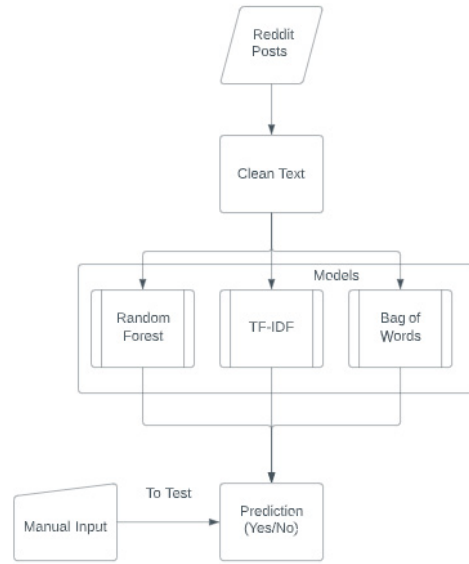 Reddit
Posts
Clean Text
Models
Random
Forest
TF-IDF
Bag of
Words
To Test
Manual Input
Prediction
(Yes/No)